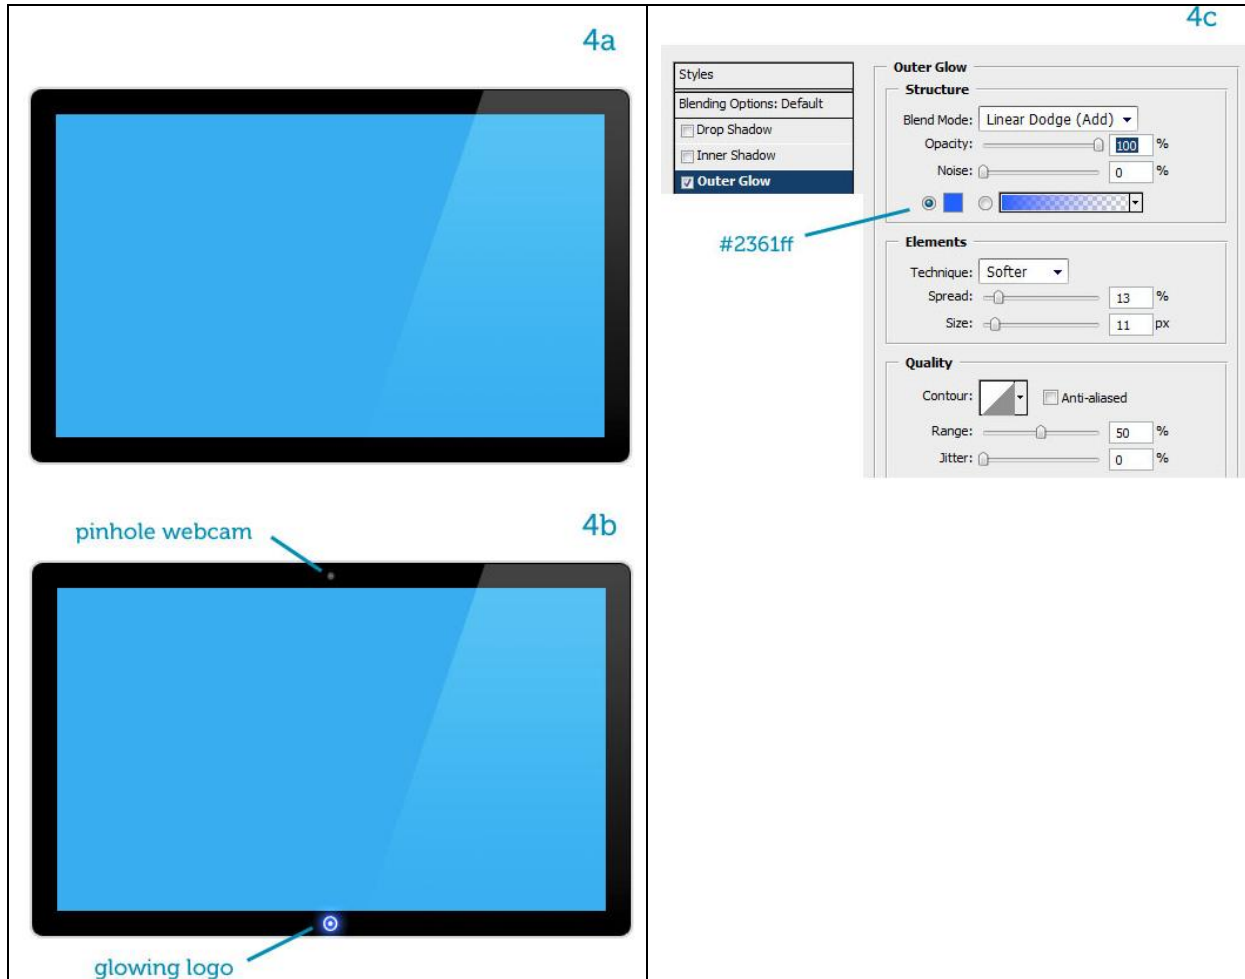 4a
pinhole webcam
4b
glowing logo
4c
Styles
Blending Options: Default
Drop Shadow
Inner Shadow
Outer Glow
Outer Glow
Structure
Blend Mode: Linear Dodge (Add)
Opacity: 100 %
Noise: 0 %
#2361ff
Elements
Technique: Softer
Spread: 13 %
Size: 11 px
Quality
Contour: Anti-aliased
Range: 50 %
Jitter: 0 %